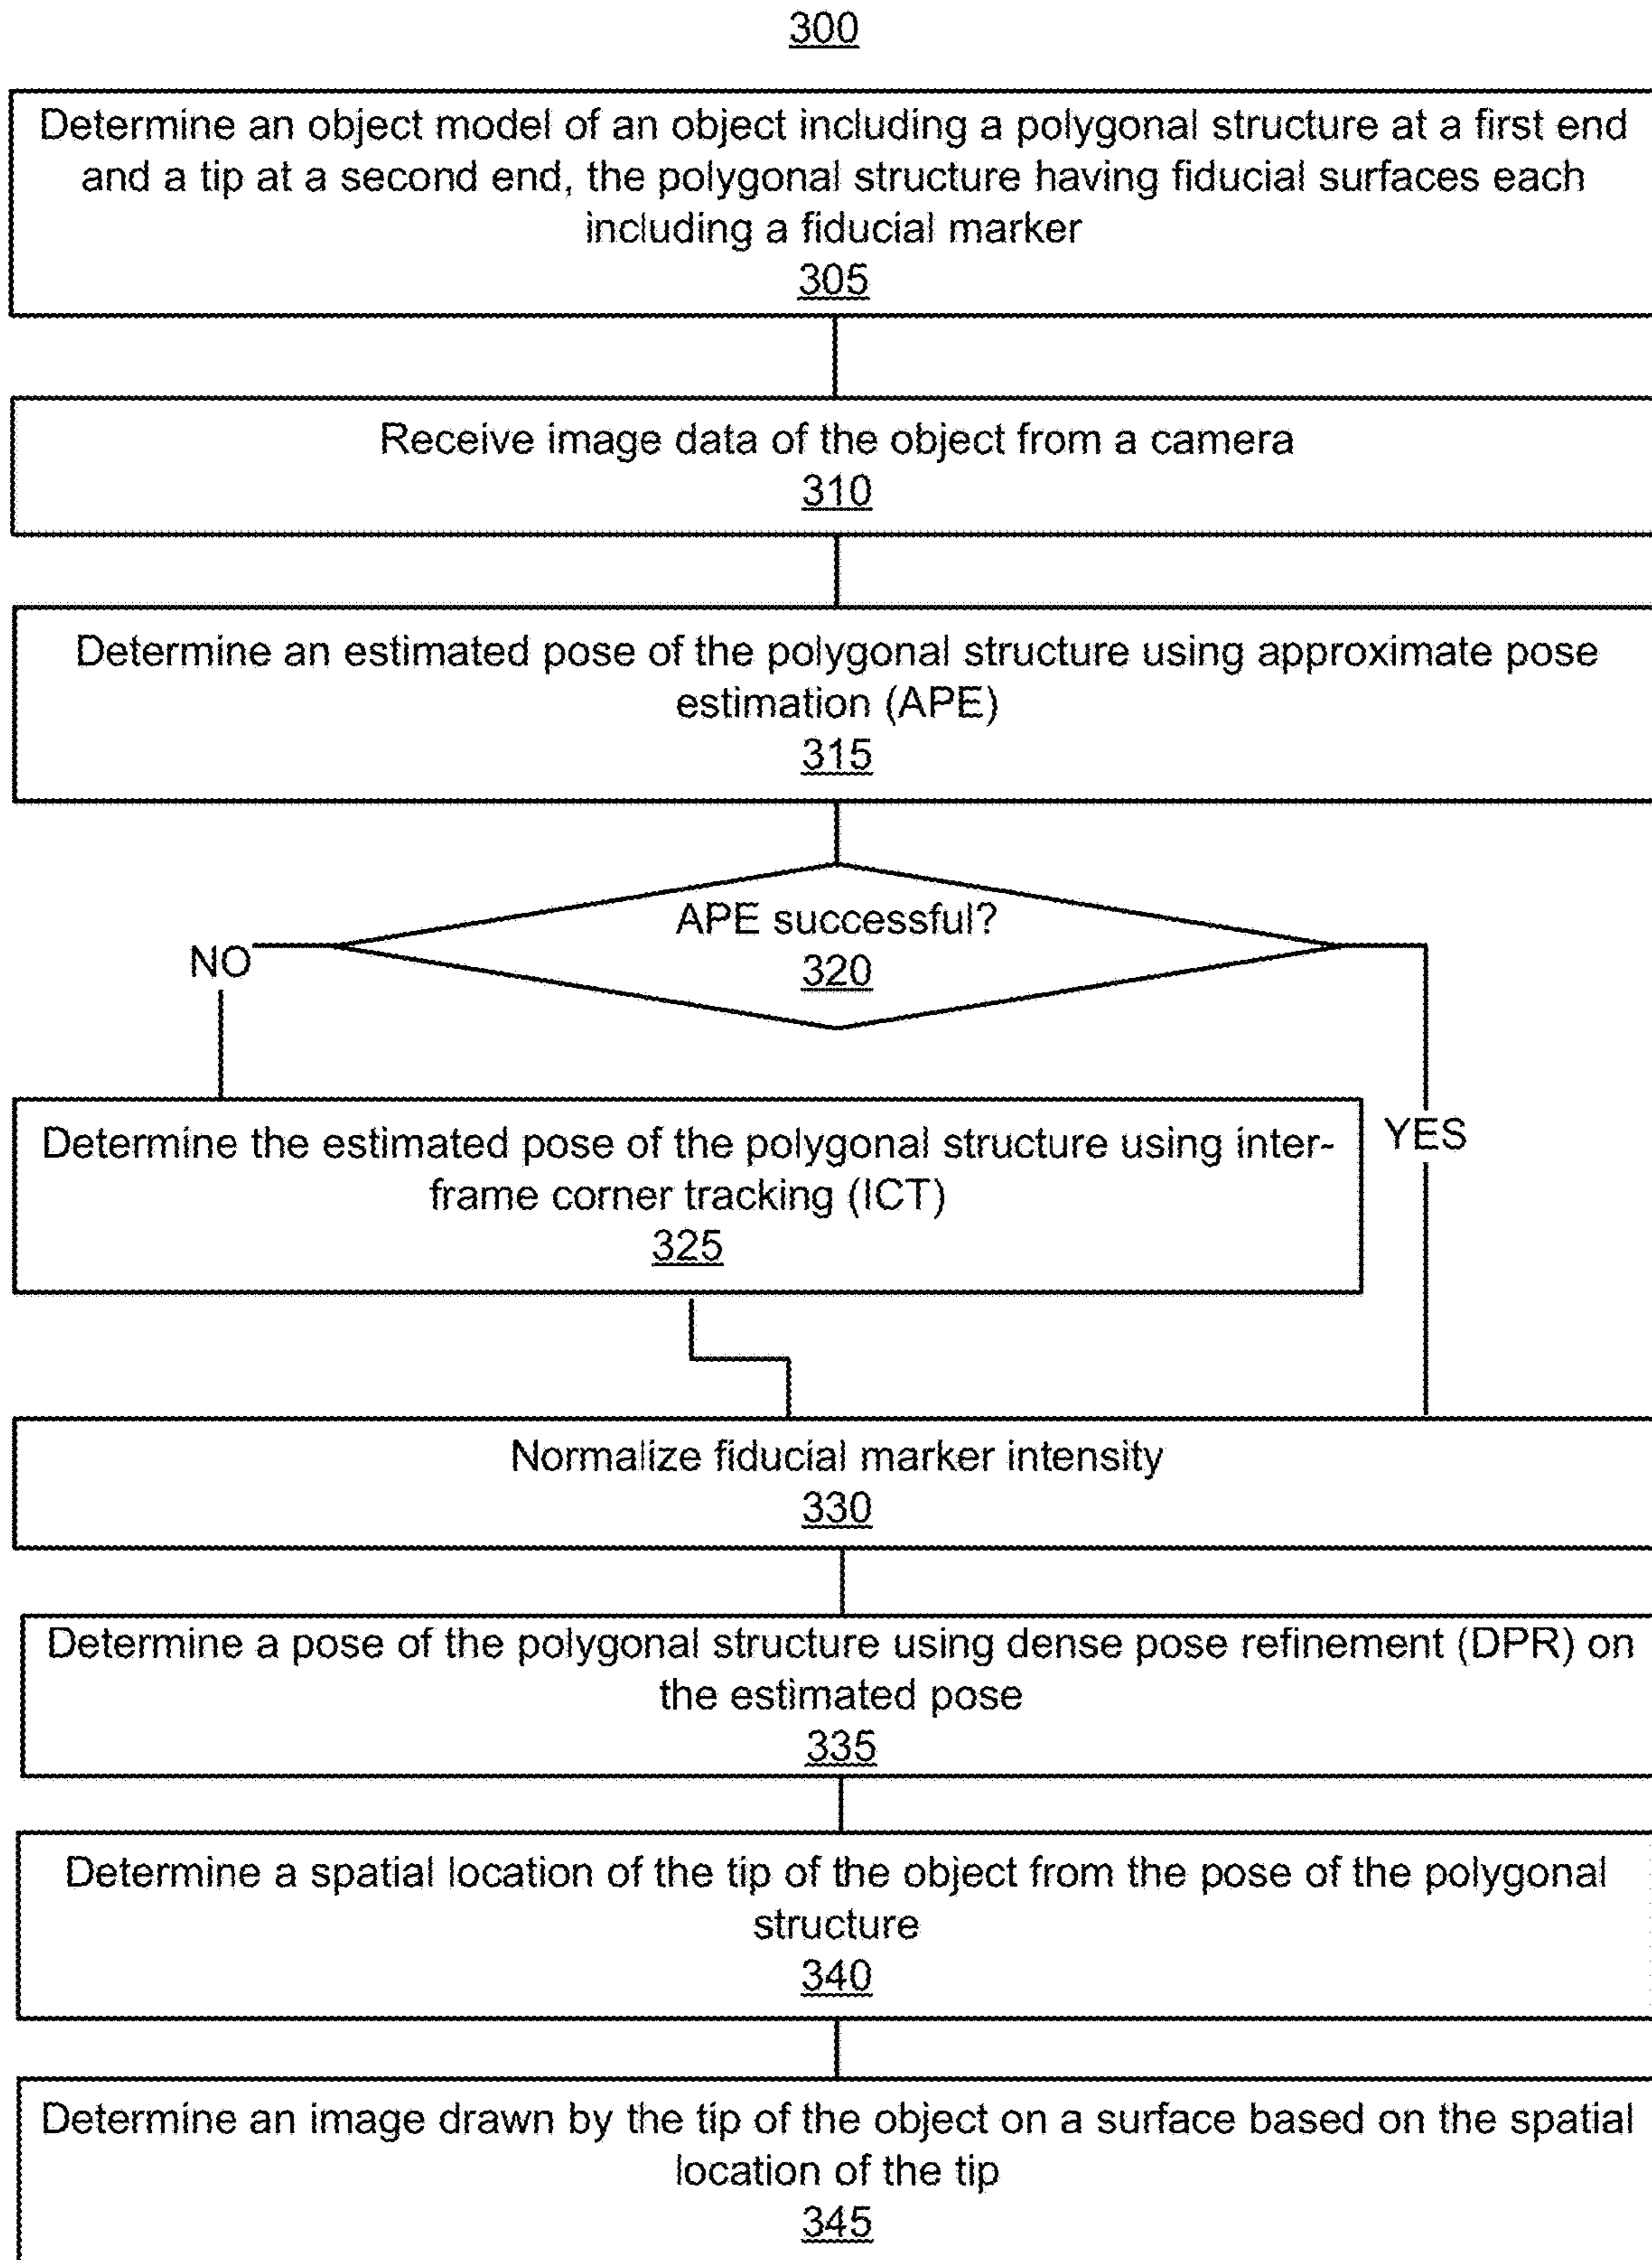 300
Determine an object model of an object including a polygonal structure at a first end
and a tip at a second end, the polygonal structure having fiducial surfaces each
including a fiducial marker
305
Receive image data of the object from a camera
310
Determine an estimated pose of the polygonal structure using approximate pose
estimation (APE)
315
APE successful?
320
NO
YES
Determine the estimated pose of the polygonal structure using inter-
frame corner tracking (ICT)
325
Normalize fiducial marker intensity
330
Determine a pose of the polygonal structure using dense pose refinement (DPR) on
the estimated pose
335
Determine a spatial location of the tip of the object from the pose of the polygonal
structure
340
Determine an image drawn by the tip of the object on a surface based on the spatial
location of the tip
345